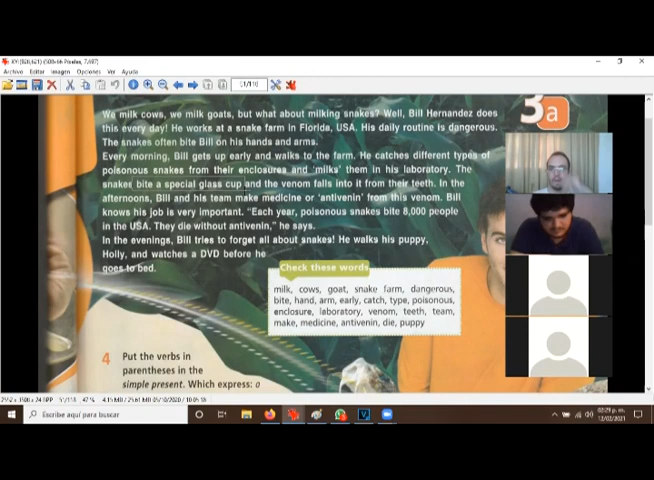 Archivo Editar Imagen Opciones Ver Ayuda
51/110
3a
We milk cows, we milk goats, but what about milking snakes? Well, Bill Hernandez does
this every day! He works at a snake farm in Florida, USA. His daily routine is dangerous.
The snakes often bite Bill on his hands and arms.
Every morning, Bill gets up early and walks to the farm. He catches different types of
poisonous snakes from their enclosures and ‘milks’ them in his laboratory. The
snakes bite a special glass cup and the venom falls into it from their teeth. In the
afternoons, Bill and his team make medicine or ‘antivenin’ from this venom. Bill
knows his job is very important. “Each year, poisonous snakes bite 8,000 people
in the USA. They die without antivenin,” he says.
In the evenings, Bill tries to forget all about snakes! He walks his puppy,
Holly, and watches a DVD before he
goes to bed.
Check these words
milk, cows, goat, snake farm, dangerous,
bite, hand, arm, early, catch, type, poisonous,
enclosure, laboratory, venom, teeth, team,
make, medicine, antivenin, die, puppy
4 Put the verbs in
parentheses in the
simple present. Which express: a
Escribe aquí para buscar
02:29 p. m.
12/02/2021